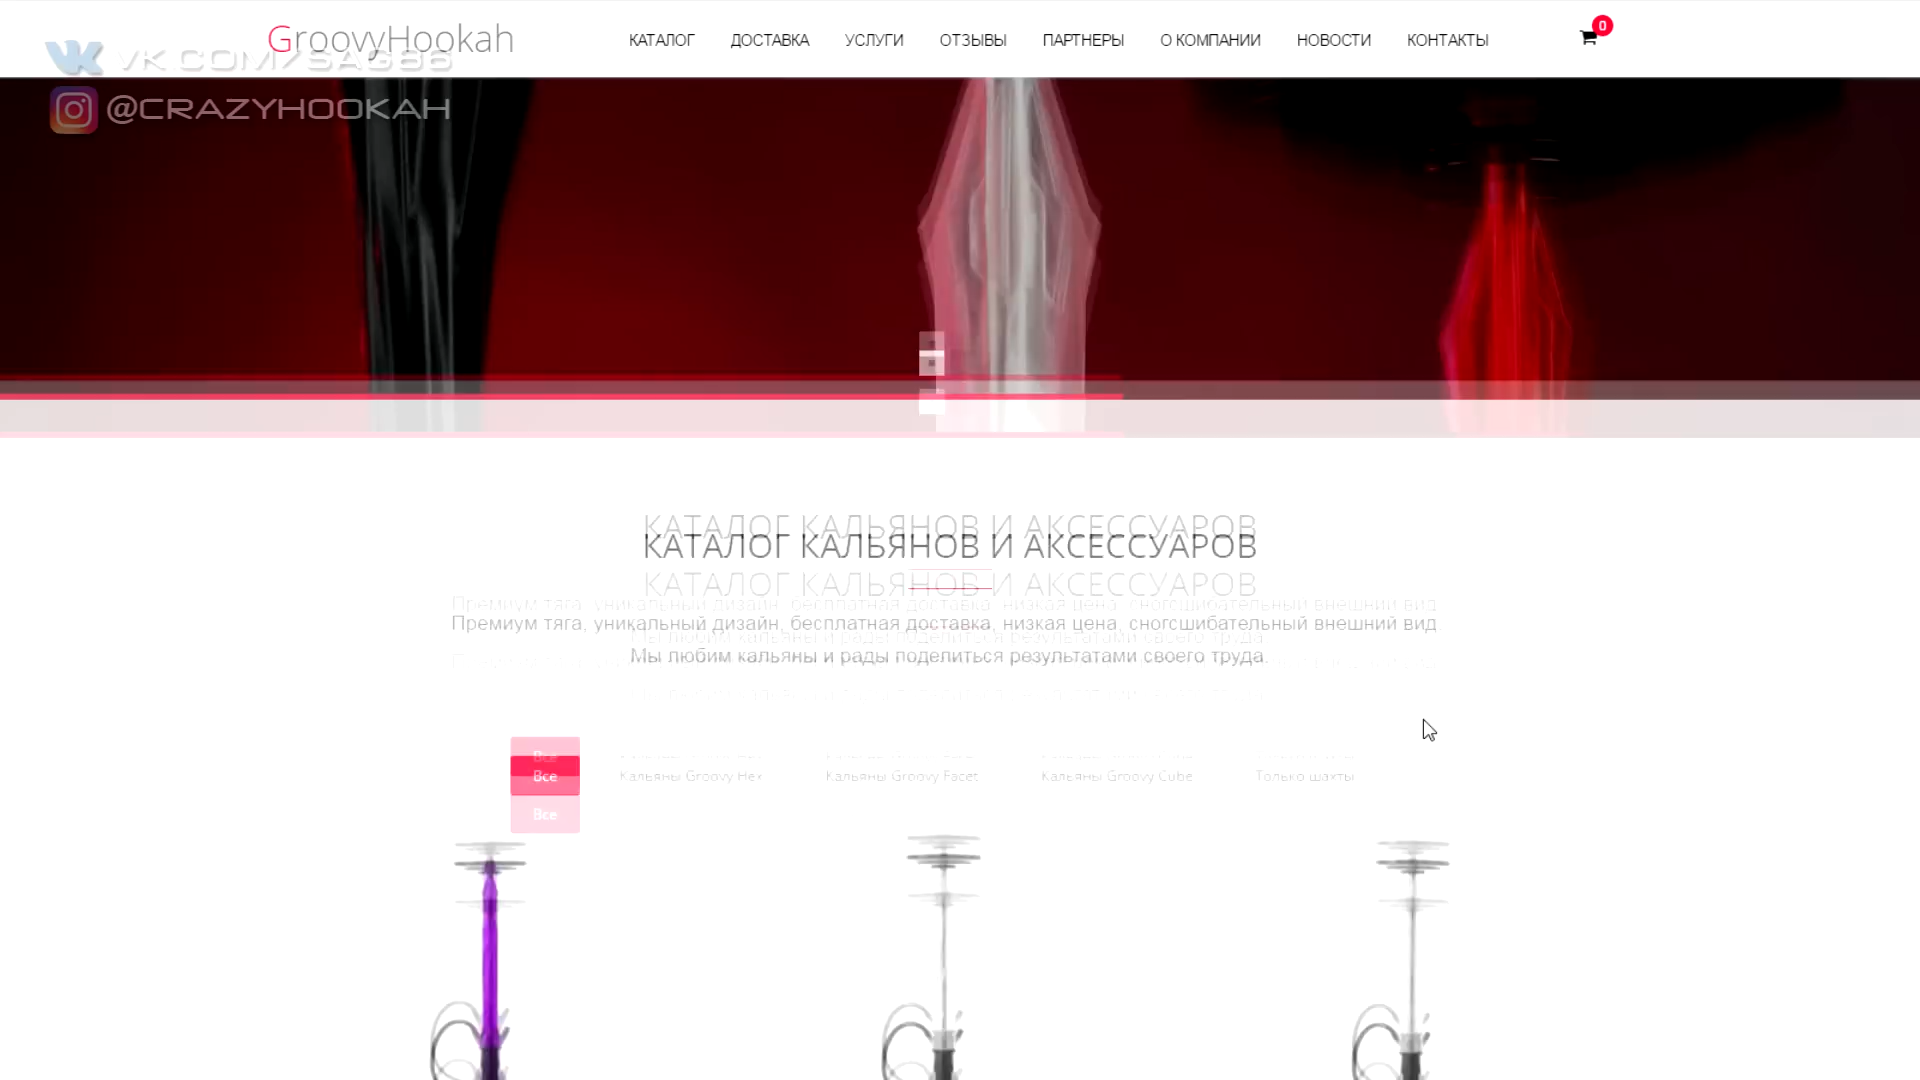 GroovyHookah
КАТАЛОГ ДОСТАВКА УСЛУГИ ОТЗЫВЫ ПАРТНЕРЫ О КОМПАНИИ НОВОСТИ КОНТАКТЫ
0
VK.COM/SAG86
@CRAZYHOOKAH
КАТАЛОГ КАЛЬЯНОВ И АКСЕССУАРОВ
КАТАЛОГ КАЛЬЯНОВ И АКСЕССУАРОВ
КАТАЛОГ КАЛЬЯНОВ И АКСЕССУАРОВ
Премиум тяга, уникальный дизайн, бесплатная доставка, низкая цена, сногсшибательный внешний вид
Премиум тяга, уникальный дизайн, бесплатная доставка, низкая цена, сногсшибательный внешний вид
Мы любим кальяны и рады поделиться результатами своего труда.
Мы любим кальяны и рады поделиться результатами своего труда.
Все
Все Кальяны Groovy Hex Кальяны Groovy Facet Кальяны Groovy Cube Только шахты
Все